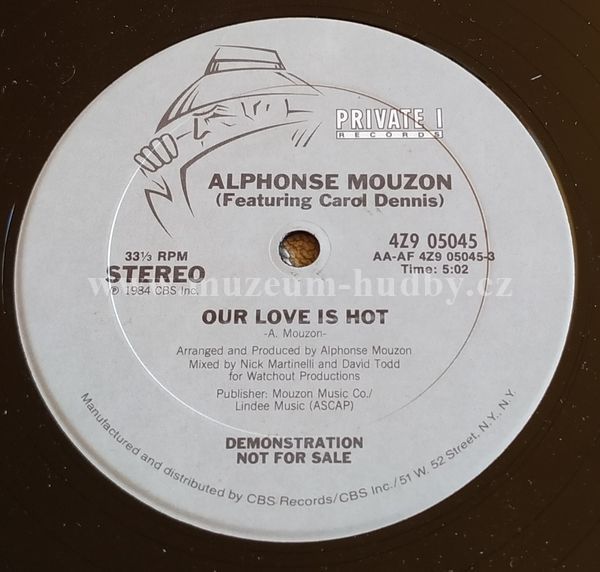 PRIVATE I
RECORDS
ALPHONSE MOUZON
(Featuring Carol Dennis)
33⅓ RPM
STEREO
℗ 1984 CBS Inc.
4Z9 05045
AA-AF 4Z9 05045-3
Time: 5:02
www.muzeum-hudby.cz
OUR LOVE IS HOT
-A. Mouzon-
Arranged and Produced by Alphonse Mouzon
Mixed by Nick Martinelli and David Todd
for Watchout Productions
Publisher: Mouzon Music Co./
Lindee Music (ASCAP)
DEMONSTRATION
NOT FOR SALE
Manufactured and distributed by CBS Records/CBS Inc./51 W. 52 Street, N.Y., N.Y.